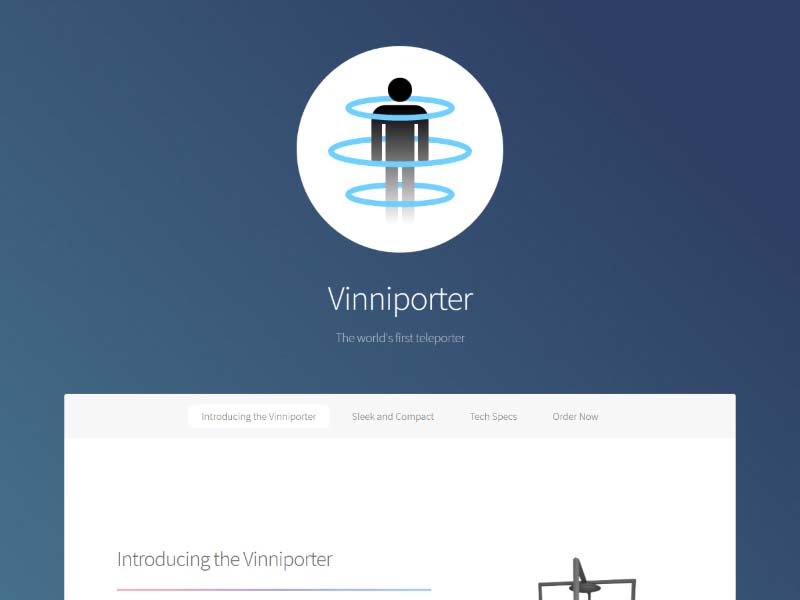 Vinniporter
The world's first teleporter
Introducing the Vinniporter
Sleek and Compact
Tech Specs
Order Now
Introducing the Vinniporter